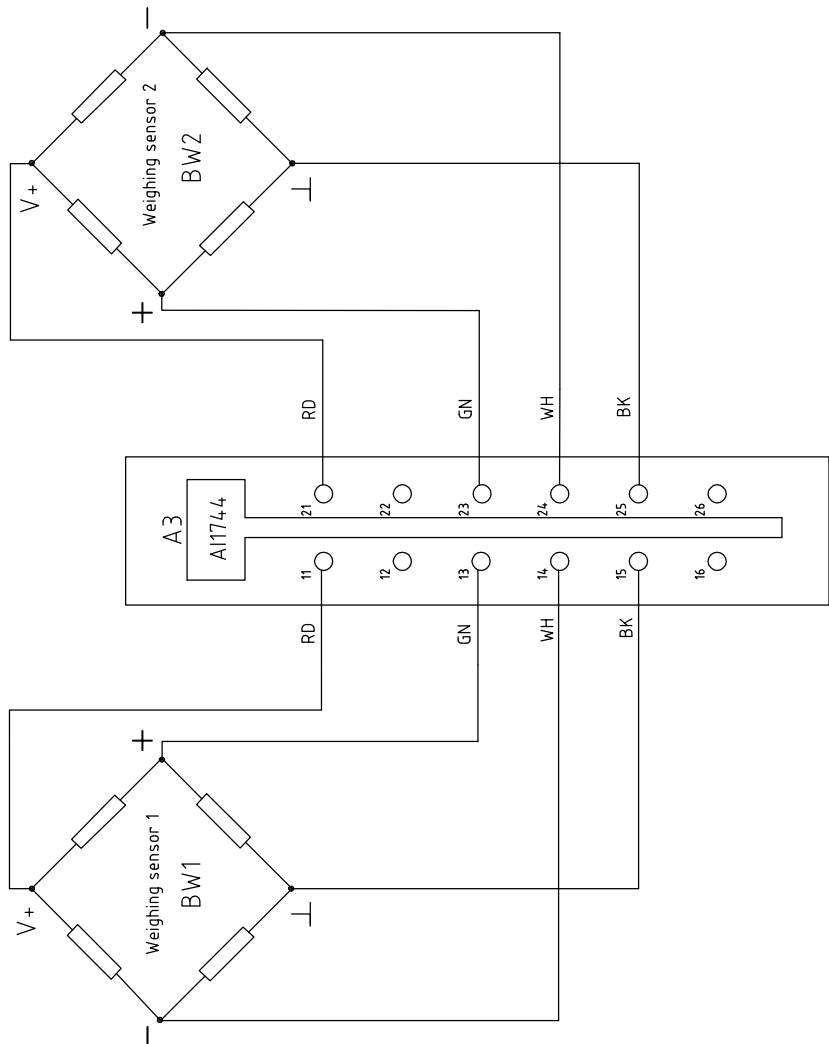 V+
Weighing sensor 1
BW1
+
−
⊥
RD
GN
WH
BK
A3
AI1744
11
12
13
14
15
16
21
22
23
24
25
26
RD
GN
WH
BK
V+
Weighing sensor 2
BW2
+
−
⊥